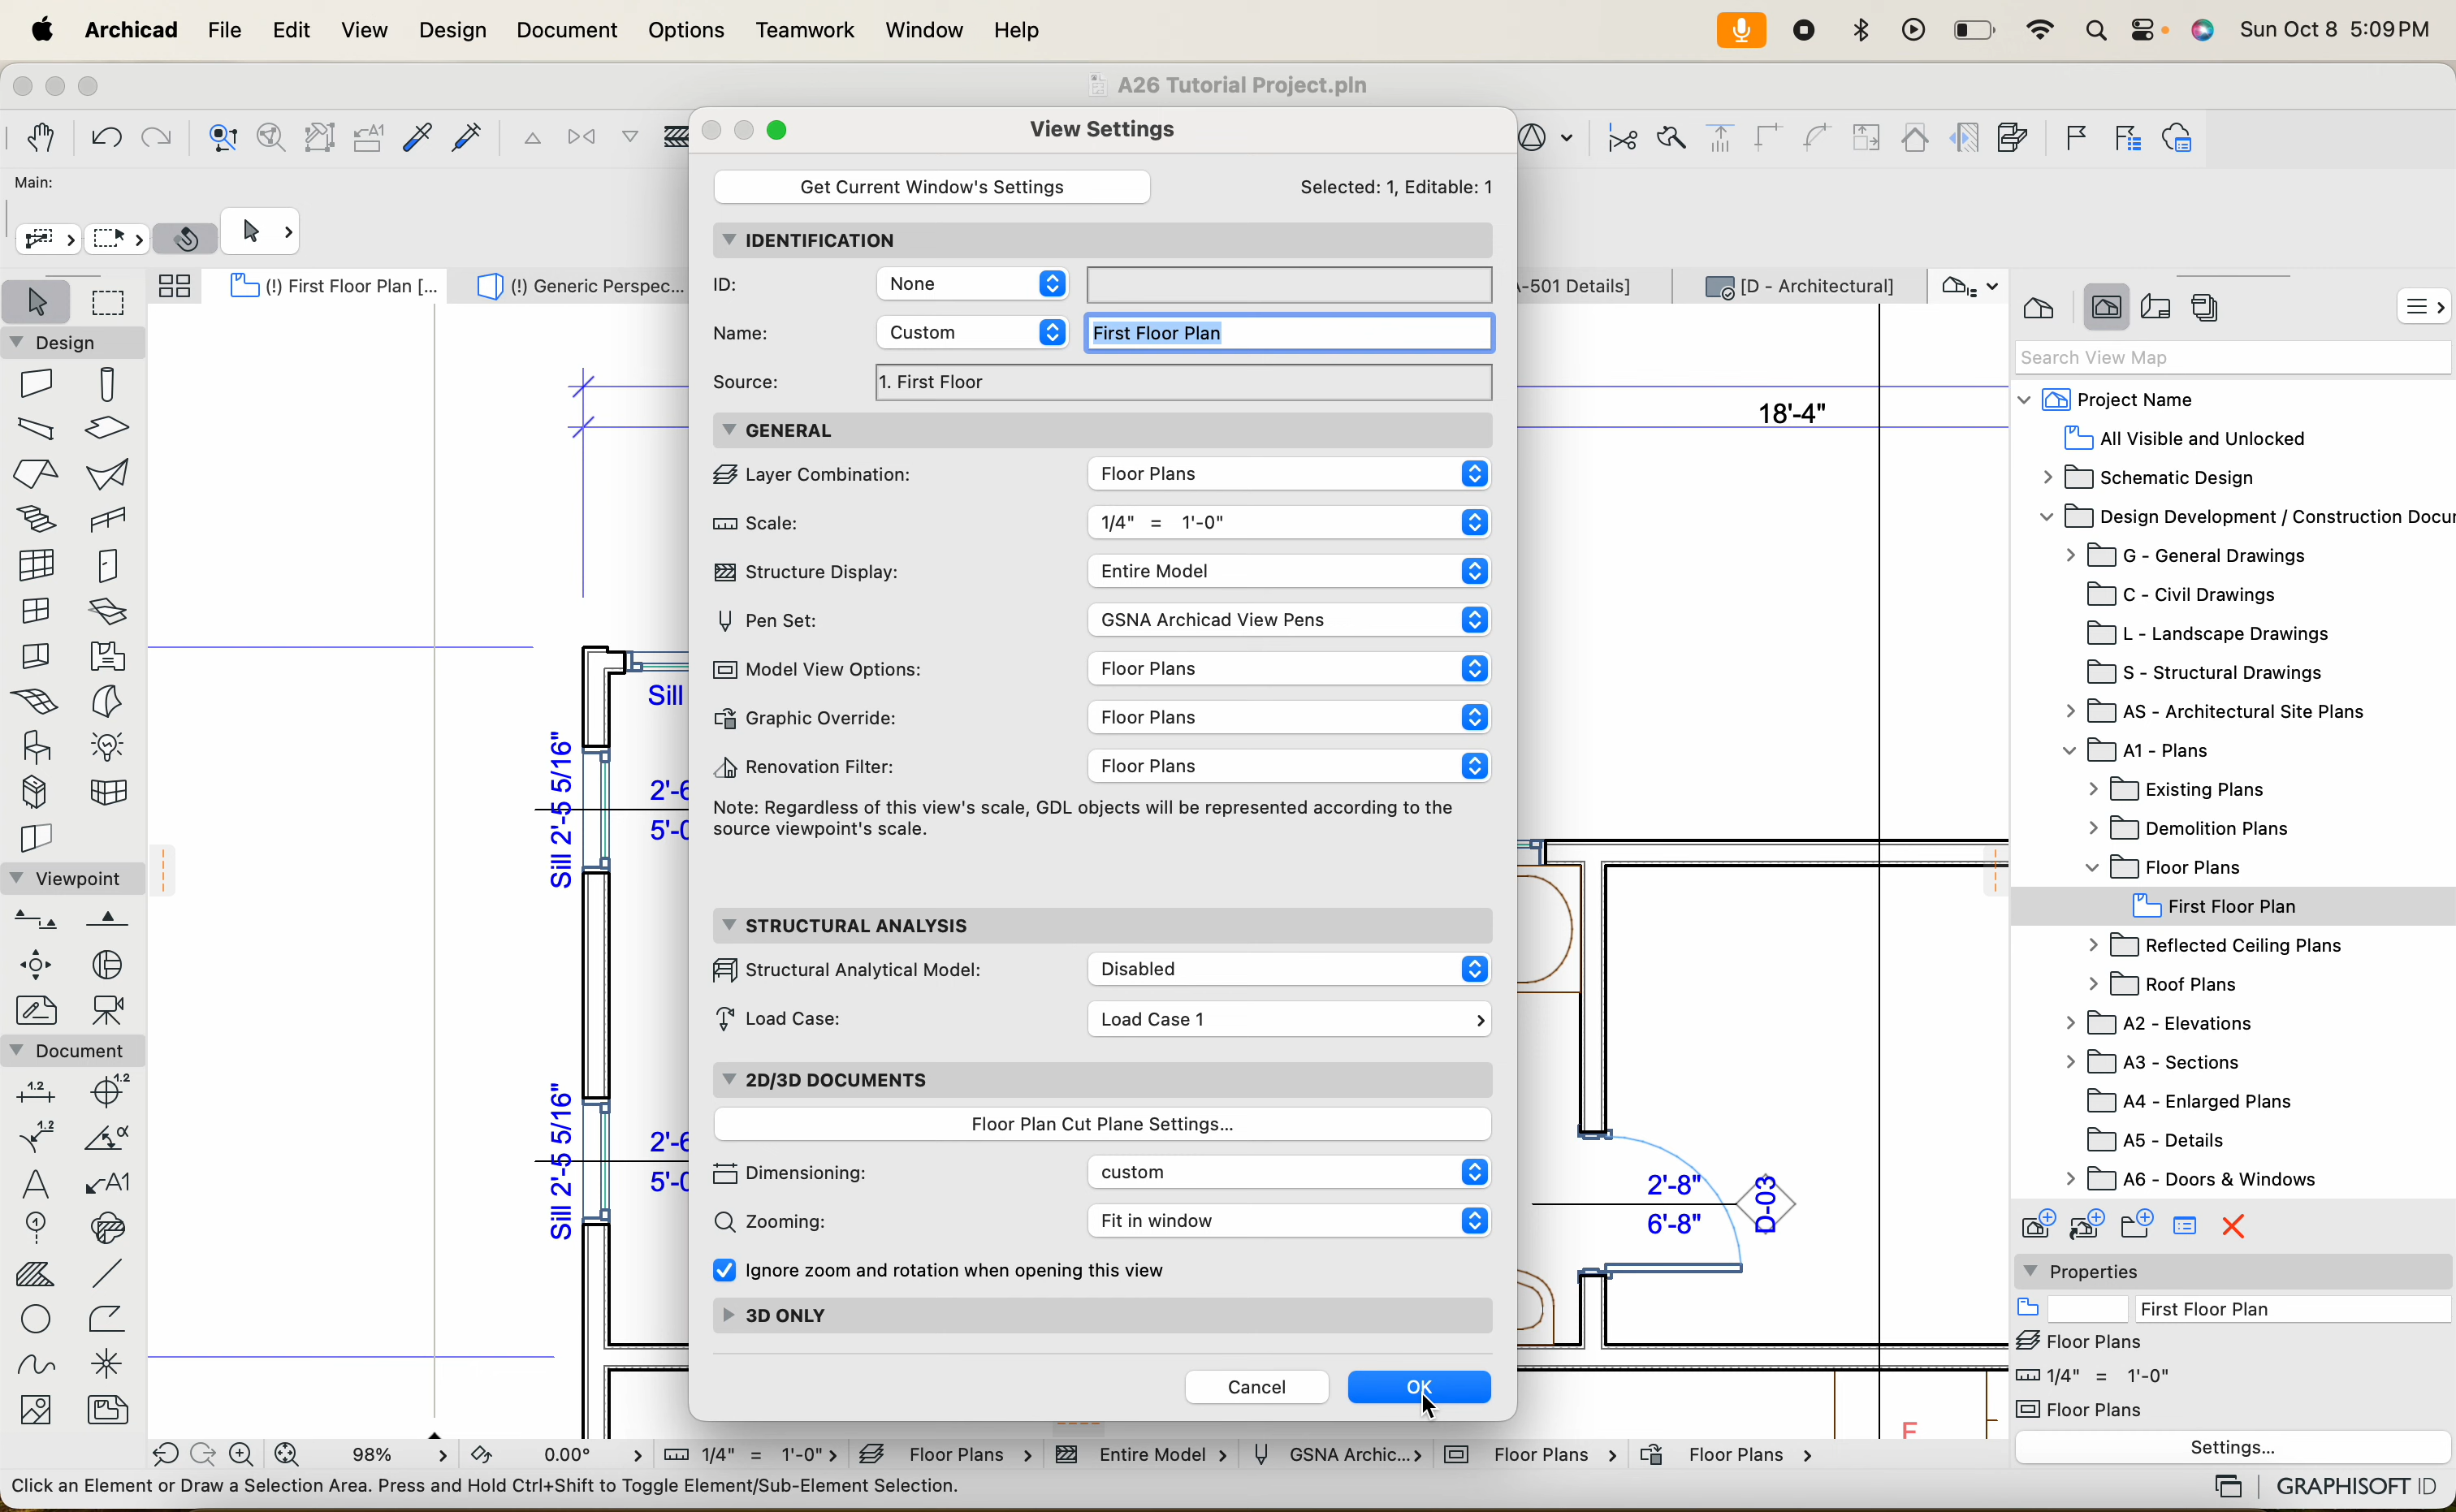 Archicad File Edit View Design Document Options Teamwork Window Help Sun Oct 8 5:09 PM
A26 Tutorial Project.pln
Main:
(!) First Floor Plan [...
(!) Generic Perspec...
-501 Details]
[D - Architectural]
Design
Viewpoint
Document
View Settings
Get Current Window's Settings
Selected: 1, Editable: 1
IDENTIFICATION
ID: None
Name: Custom First Floor Plan
Source: 1. First Floor
GENERAL
Layer Combination: Floor Plans
Scale: 1/4" = 1'-0"
Structure Display: Entire Model
Pen Set: GSNA Archicad View Pens
Model View Options: Floor Plans
Graphic Override: Floor Plans
Renovation Filter: Floor Plans
Note: Regardless of this view's scale, GDL objects will be represented according to the
source viewpoint's scale.
STRUCTURAL ANALYSIS
Structural Analytical Model: Disabled
Load Case: Load Case 1
2D/3D DOCUMENTS
Floor Plan Cut Plane Settings...
Dimensioning: custom
Zooming: Fit in window
Ignore zoom and rotation when opening this view
3D ONLY
Cancel
OK
18'-4"
Sill
Sill 2'-5 5/16"
2'-6
5'-0
Sill 2'-5 5/16"
2'-6
5'-0
2'-8"
6'-8"
D-03
Search View Map
Project Name
All Visible and Unlocked
Schematic Design
Design Development / Construction Docu
G - General Drawings
C - Civil Drawings
L - Landscape Drawings
S - Structural Drawings
AS - Architectural Site Plans
A1 - Plans
Existing Plans
Demolition Plans
Floor Plans
First Floor Plan
Reflected Ceiling Plans
Roof Plans
A2 - Elevations
A3 - Sections
A4 - Enlarged Plans
A5 - Details
A6 - Doors & Windows
Properties
First Floor Plan
Floor Plans
1/4" = 1'-0"
Floor Plans
Settings...
98% 0.00° 1/4" = 1'-0" Floor Plans Entire Model GSNA Archic... Floor Plans Floor Plans
Click an Element or Draw a Selection Area. Press and Hold Ctrl+Shift to Toggle Element/Sub-Element Selection.
GRAPHISOFT ID